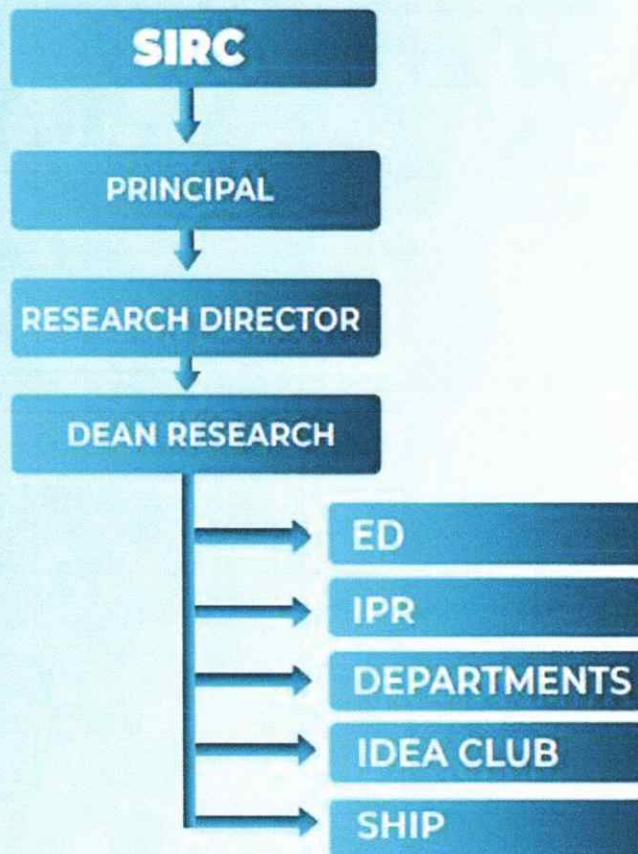 SIRC
PRINCIPAL
RESEARCH DIRECTOR
DEAN RESEARCH
ED
IPR
DEPARTMENTS
IDEA CLUB
SHIP